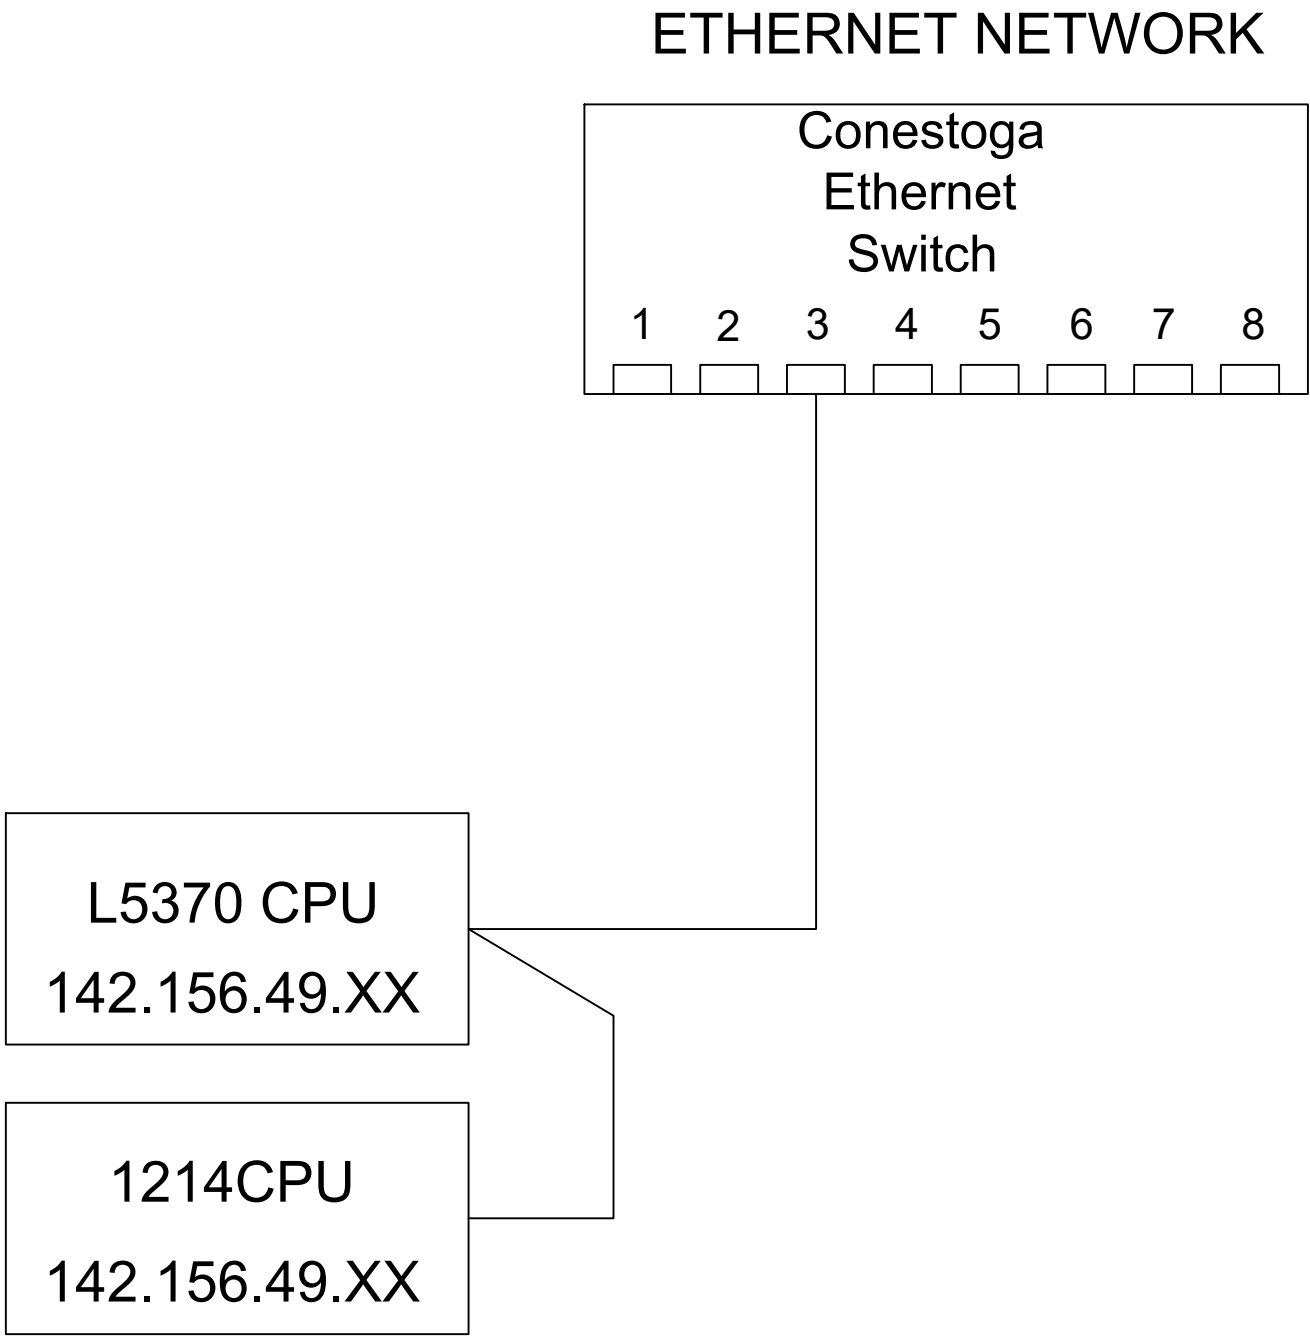 ETHERNET NETWORK
Conestoga
Ethernet
Switch
1 2 3 4 5 6 7 8
L5370 CPU
142.156.49.XX
1214CPU
142.156.49.XX